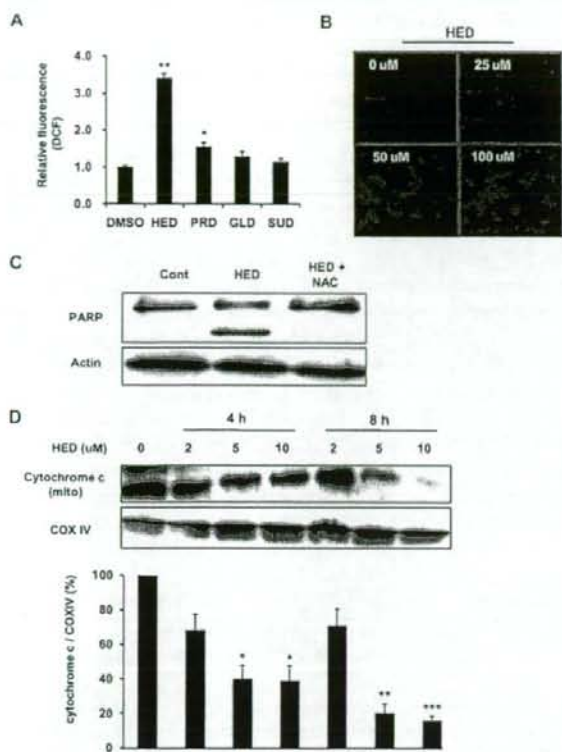 A
Relative fluorescence
(DCF)
4.0
3.0
2.0
1.0
0.0
**
*
DMSO HED PRD GLD SUD
B
HED
0 uM 25 uM
50 uM 100 uM
C
Cont HED HED +
NAC
PARP
Actin
D
4 h 8 h
HED (uM) 0 2 5 10 2 5 10
Cytochrome c
(mito)
COX IV
cytochrome c / COXIV (%)
100
80
60
40
20
0
* * * ** ***